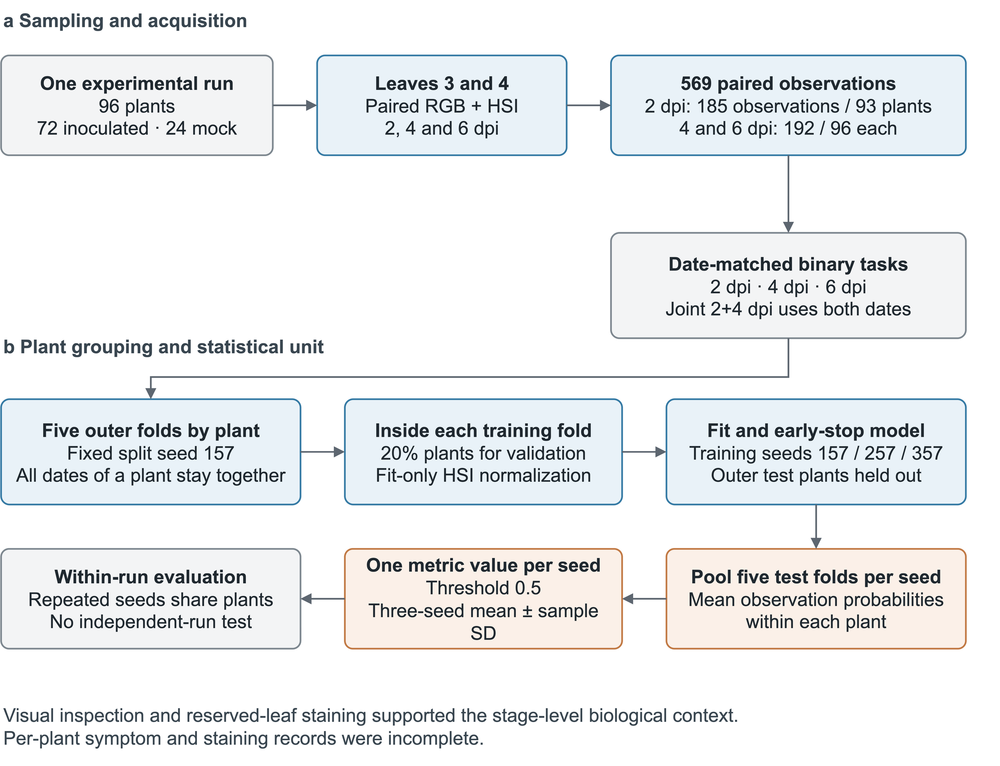 a Sampling and acquisition
One experimental run
96 plants
72 inoculated · 24 mock
Leaves 3 and 4
Paired RGB + HSI
2, 4 and 6 dpi
569 paired observations
2 dpi: 185 observations / 93 plants
4 and 6 dpi: 192 / 96 each
Date-matched binary tasks
2 dpi · 4 dpi · 6 dpi
Joint 2+4 dpi uses both dates
b Plant grouping and statistical unit
Five outer folds by plant
Fixed split seed 157
All dates of a plant stay together
Inside each training fold
20% plants for validation
Fit-only HSI normalization
Fit and early-stop model
Training seeds 157 / 257 / 357
Outer test plants held out
Pool five test folds per seed
Mean observation probabilities
within each plant
One metric value per seed
Threshold 0.5
Three-seed mean ± sample
SD
Within-run evaluation
Repeated seeds share plants
No independent-run test
Visual inspection and reserved-leaf staining supported the stage-level biological context.
Per-plant symptom and staining records were incomplete.